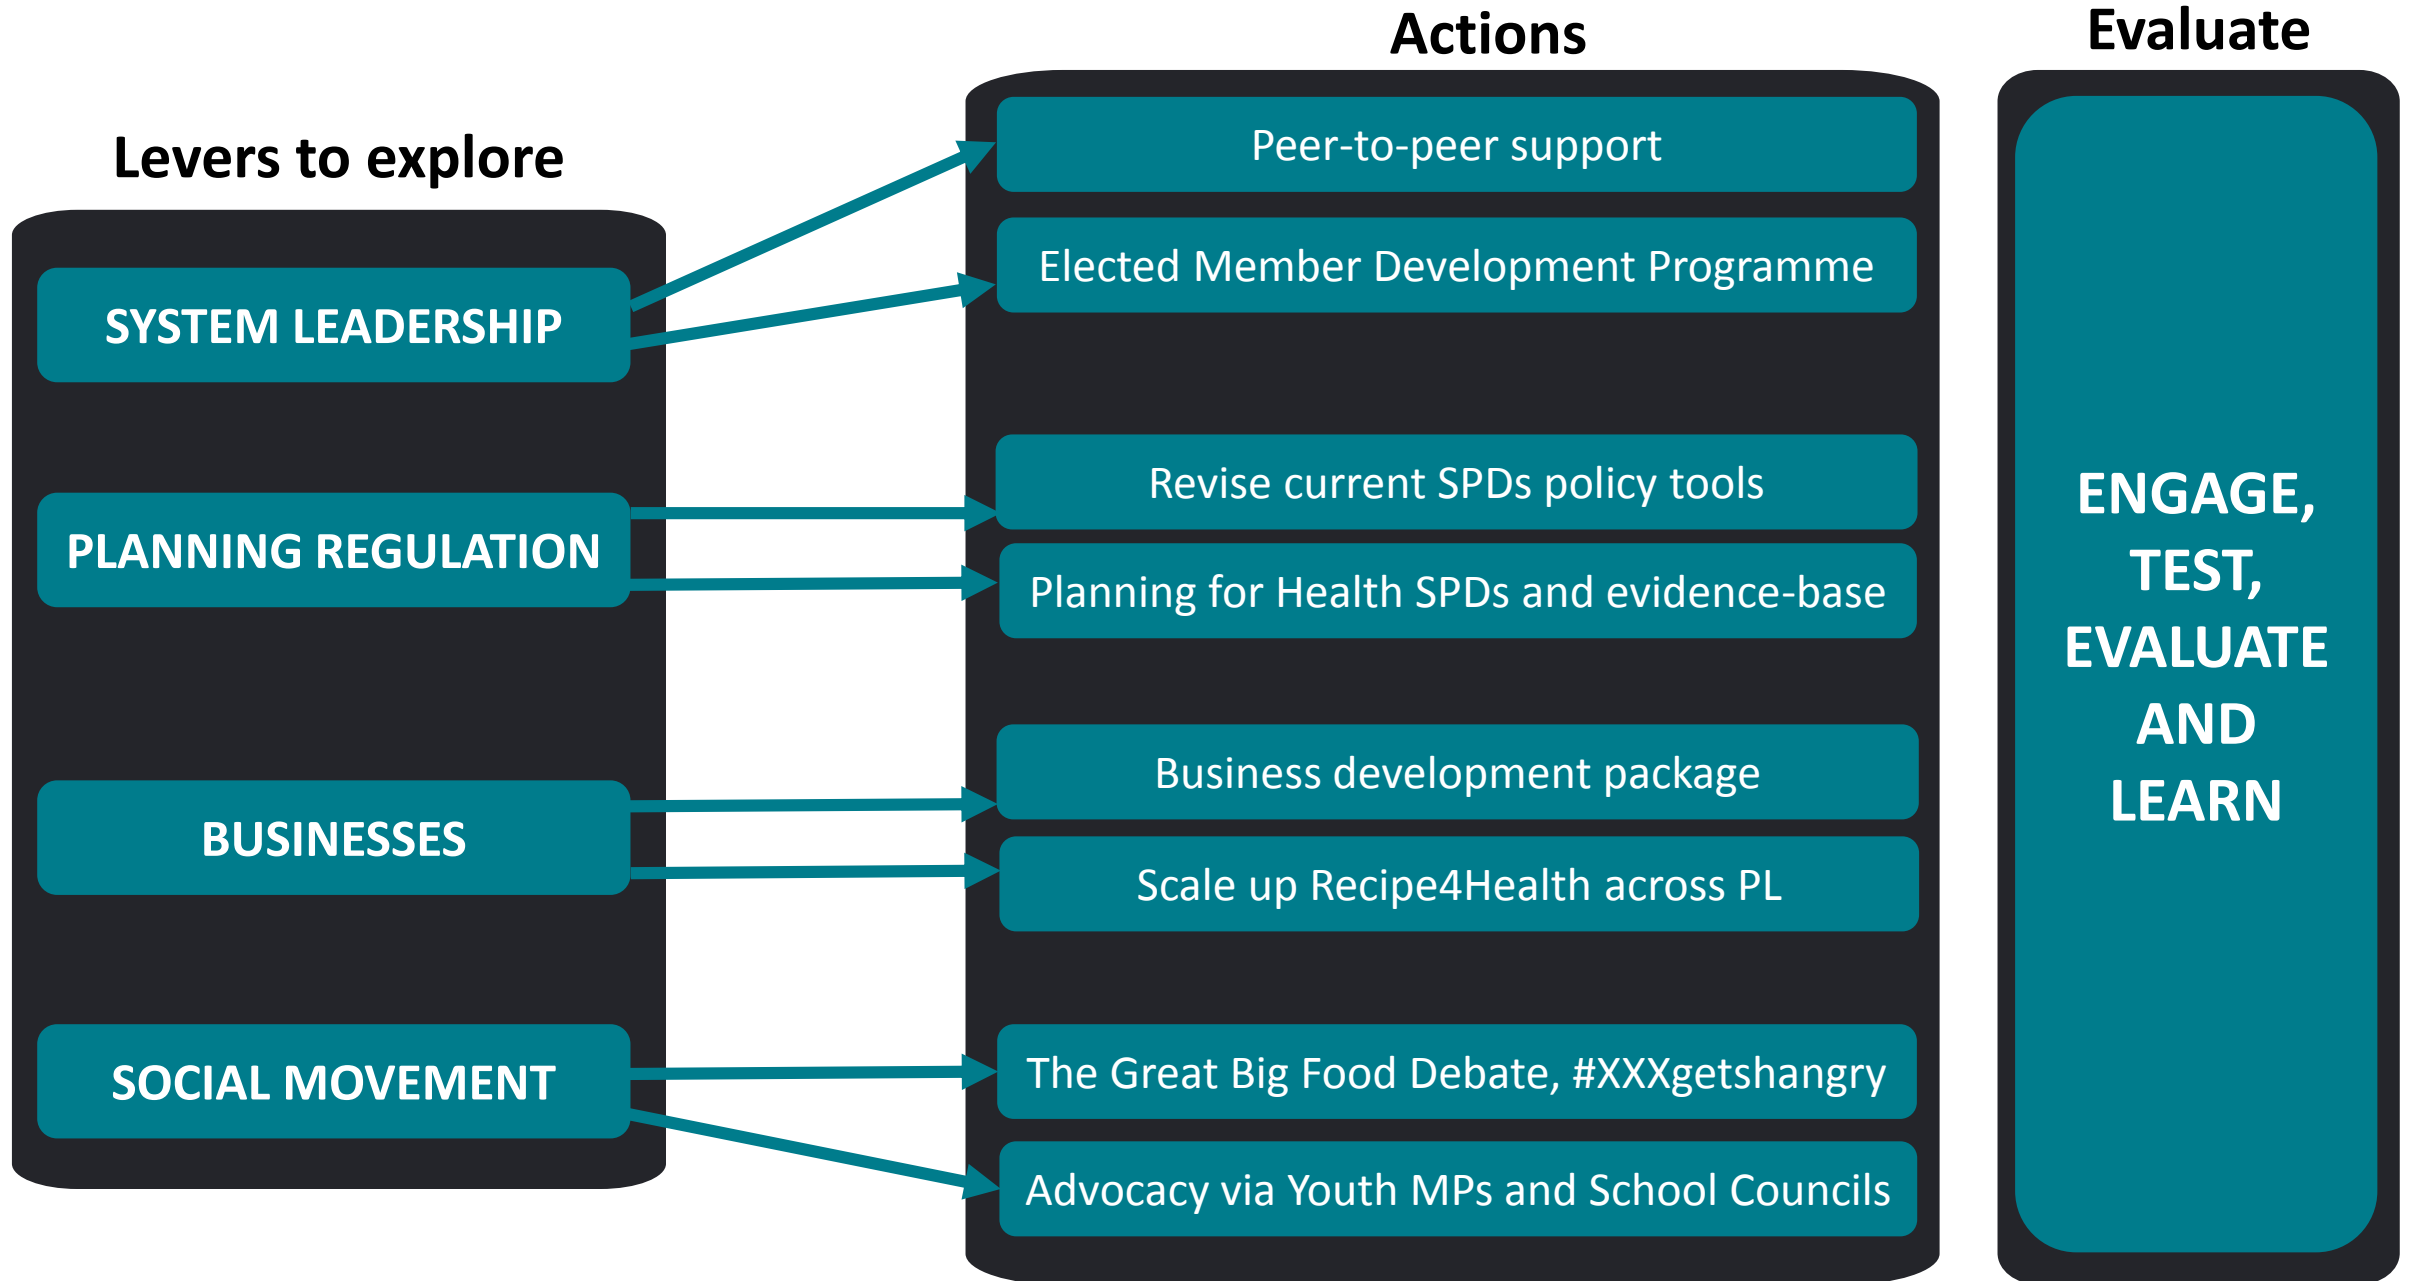 Levers to explore
SYSTEM LEADERSHIP
PLANNING REGULATION
BUSINESSES
SOCIAL MOVEMENT
Actions
Peer-to-peer support
Elected Member Development Programme
Revise current SPDs policy tools
Planning for Health SPDs and evidence-base
Business development package
Scale up Recipe4Health across PL
The Great Big Food Debate, #XXXgetshangry
Advocacy via Youth MPs and School Councils
Evaluate
ENGAGE,
TEST,
EVALUATE
AND
LEARN